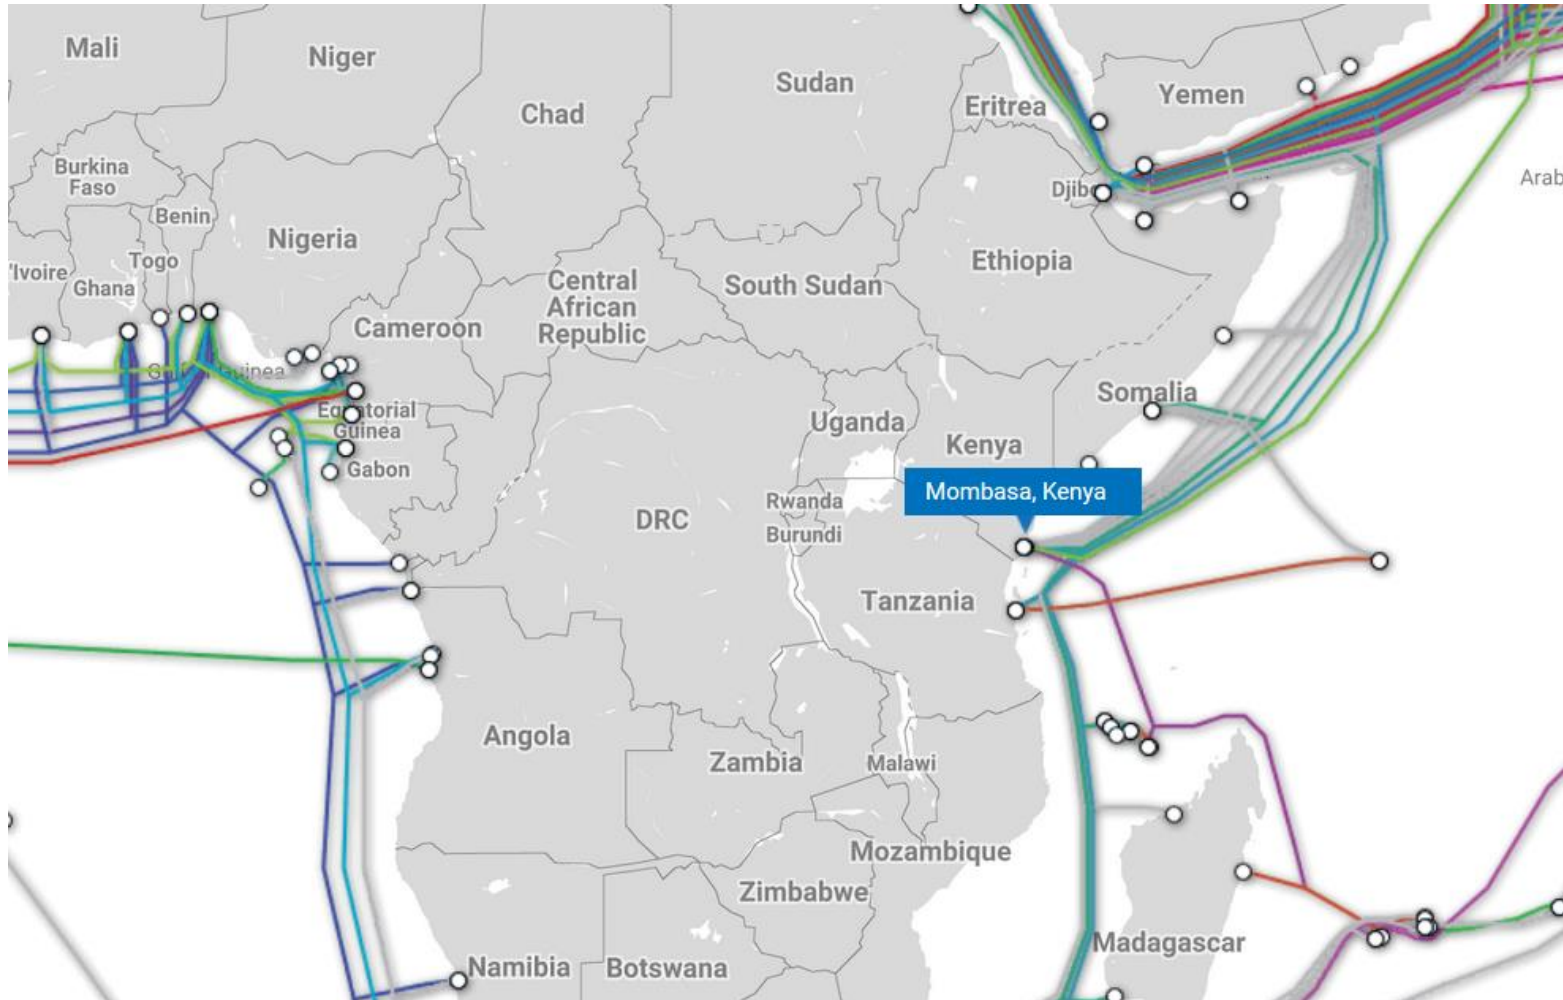 Mali
Niger
Chad
Sudan
Eritrea
Yemen
Burkina
Faso
Benin
Togo
Ghana
'Ivoire
Nigeria
Djib
Arab
Ethiopia
South Sudan
Central
African
Republic
Cameroon
Equatorial
Guinea
Gabon
Uganda
Kenya
Somalia
Mombasa, Kenya
Rwanda
Burundi
DRC
Tanzania
Angola
Zambia
Malawi
Mozambique
Zimbabwe
Madagascar
Namibia
Botswana